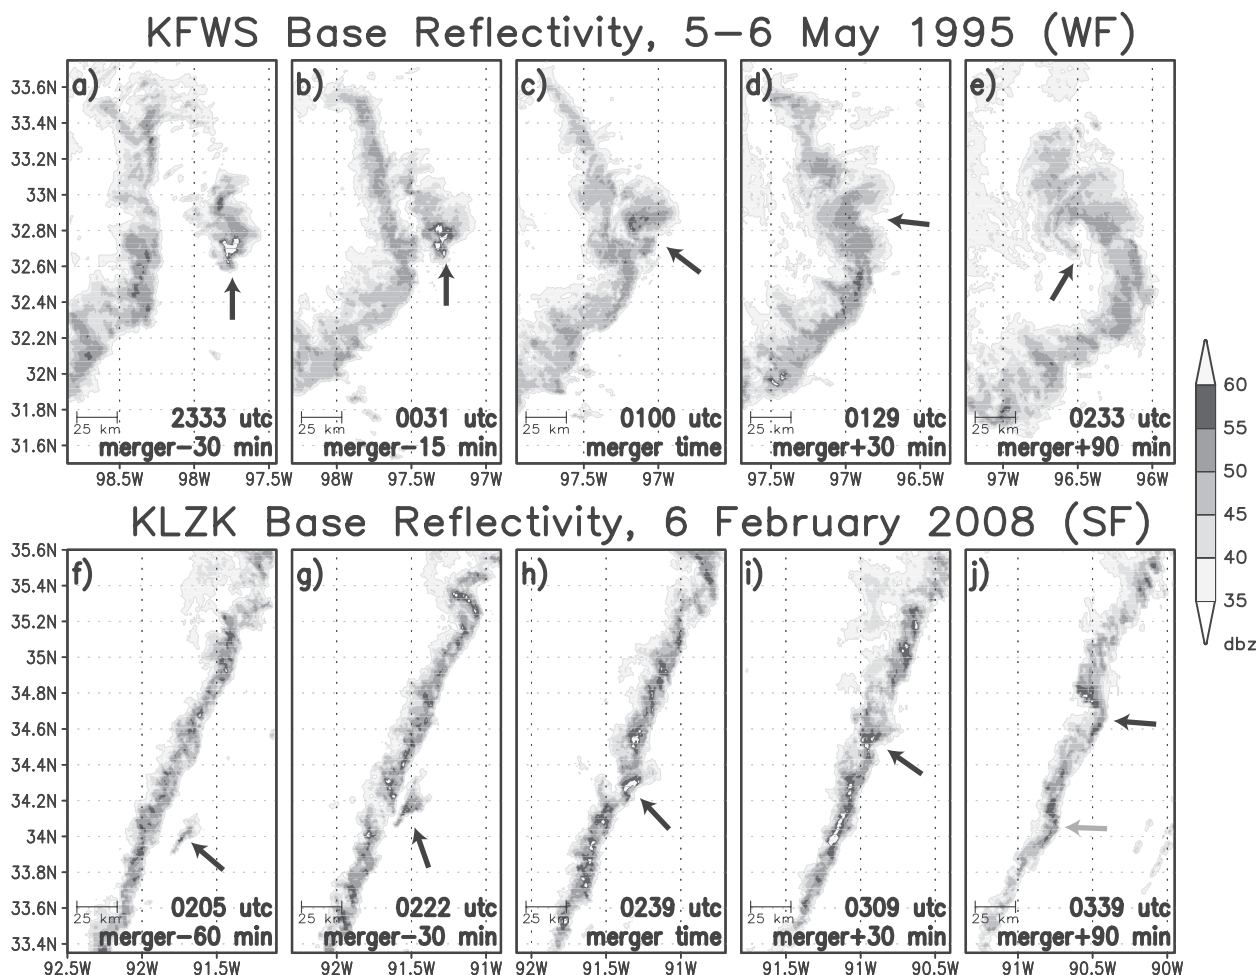 KFWS Base Reflectivity, 5–6 May 1995 (WF)
a) b) c) d) e)
33.6N
33.4N
33.2N
33N
32.8N
32.6N
32.4N
32.2N
32N
31.8N
31.6N
25 km 25 km 25 km 25 km 25 km
2333 utc 0031 utc 0100 utc 0129 utc 0233 utc
merger–30 min merger–15 min merger time merger+30 min merger+90 min
98.5W 98W 97.5W 98W 97.5W 97W 97.5W 97W 97.5W 97W 96.5W 97W 96.5W 96W
60
55
50
45
40
35
dbz
KLZK Base Reflectivity, 6 February 2008 (SF)
f) g) h) i) j)
35.6N
35.4N
35.2N
35N
34.8N
34.6N
34.4N
34.2N
34N
33.8N
33.6N
33.4N
25 km 25 km 25 km 25 km 25 km
0205 utc 0222 utc 0239 utc 0309 utc 0339 utc
merger–60 min merger–30 min merger time merger+30 min merger+90 min
92.5W 92W 91.5W 92W 91.5W 91W 92W 91.5W 91W 91.5W 91W 90.5W 91W 90.5W 90W